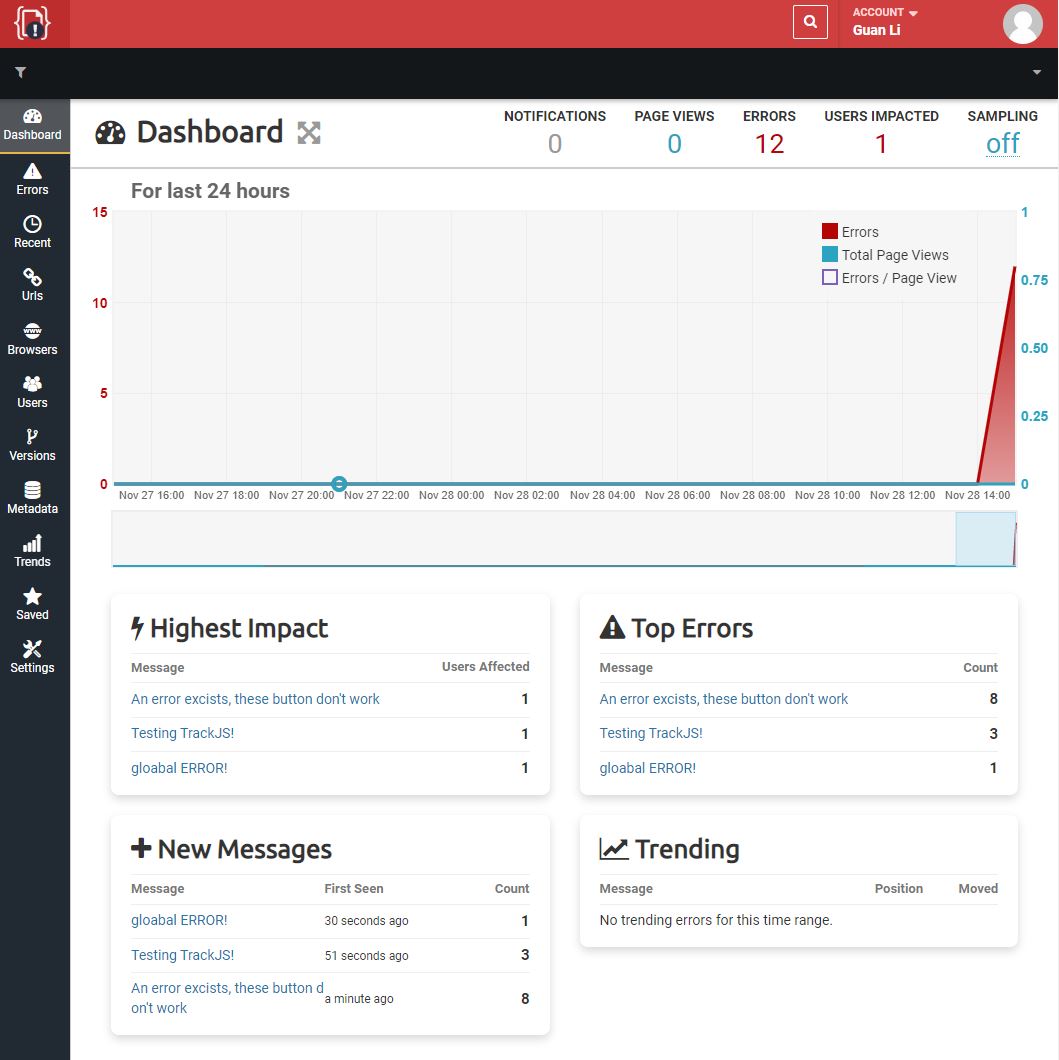 ACCOUNT
Guan Li
Dashboard
Errors
Recent
Urls
www
Browsers
Users
Versions
Metadata
Trends
Saved
Settings
Dashboard
NOTIFICATIONS PAGE VIEWS ERRORS USERS IMPACTED SAMPLING
0 0 12 1 off
For last 24 hours
15
10
5
0
1
0.75
0.50
0.25
0
Errors
Total Page Views
Errors / Page View
Nov 27 16:00 Nov 27 18:00 Nov 27 20:00 Nov 27 22:00 Nov 28 00:00 Nov 28 02:00 Nov 28 04:00 Nov 28 06:00 Nov 28 08:00 Nov 28 10:00 Nov 28 12:00 Nov 28 14:00
Highest Impact
Message Users Affected
An error excists, these button don't work 1
Testing TrackJS! 1
gloabal ERROR! 1
Top Errors
Message Count
An error excists, these button don't work 8
Testing TrackJS! 3
gloabal ERROR! 1
New Messages
Message First Seen Count
gloabal ERROR! 30 seconds ago 1
Testing TrackJS! 51 seconds ago 3
An error excists, these button d
on't work a minute ago 8
Trending
Message Position Moved
No trending errors for this time range.